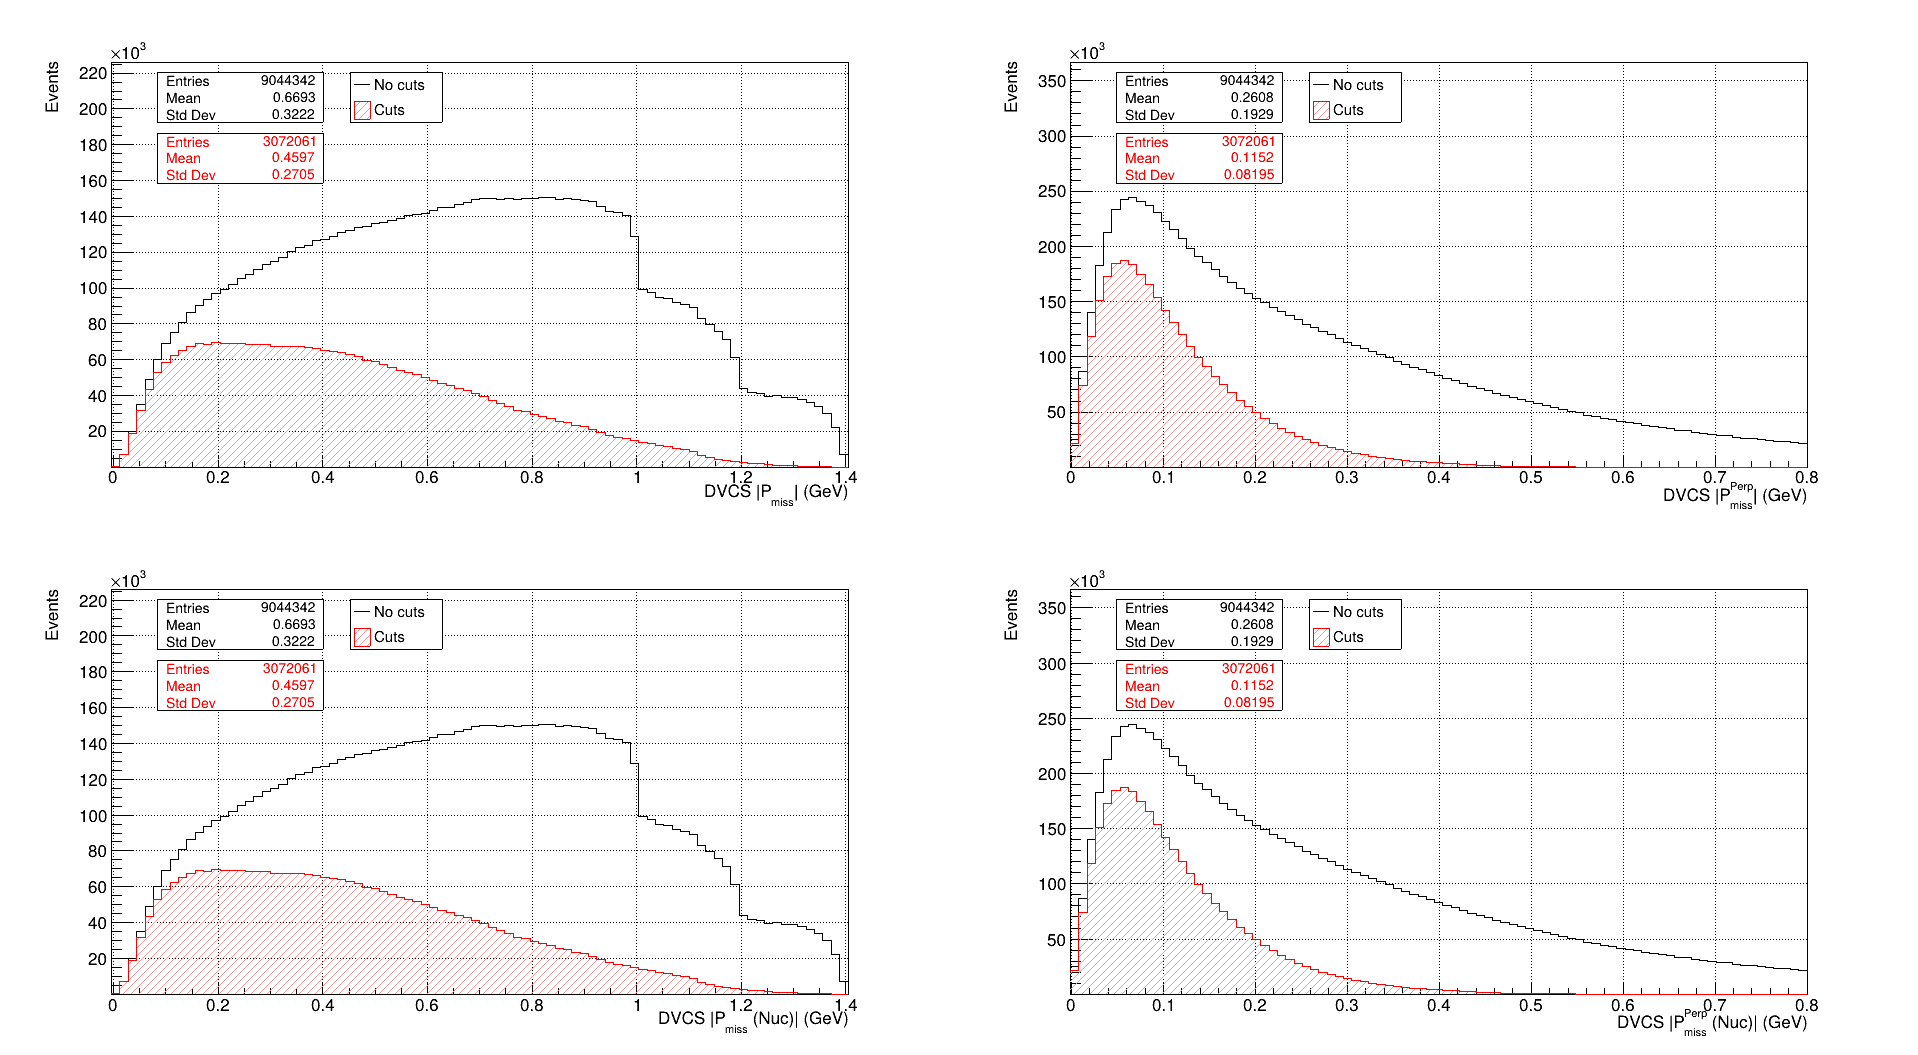 ×10³
Events
220
200
180
160
140
120
100
80
60
40
20
Entries 9044342
Mean 0.6693
Std Dev 0.3222
Entries 3072061
Mean 0.4597
Std Dev 0.2705
No cuts
Cuts
0 0.2 0.4 0.6 0.8 1 1.2 1.4
DVCS |P_miss| (GeV)
×10³
Events
350
300
250
200
150
100
50
Entries 9044342
Mean 0.2608
Std Dev 0.1929
Entries 3072061
Mean 0.1152
Std Dev 0.08195
No cuts
Cuts
0 0.1 0.2 0.3 0.4 0.5 0.6 0.7 0.8
DVCS |P^Perp_miss| (GeV)
×10³
Events
220
200
180
160
140
120
100
80
60
40
20
Entries 9044342
Mean 0.6693
Std Dev 0.3222
Entries 3072061
Mean 0.4597
Std Dev 0.2705
No cuts
Cuts
0 0.2 0.4 0.6 0.8 1 1.2 1.4
DVCS |P_miss (Nuc)| (GeV)
×10³
Events
350
300
250
200
150
100
50
Entries 9044342
Mean 0.2608
Std Dev 0.1929
Entries 3072061
Mean 0.1152
Std Dev 0.08195
No cuts
Cuts
0 0.1 0.2 0.3 0.4 0.5 0.6 0.7 0.8
DVCS |P^Perp_miss (Nuc)| (GeV)